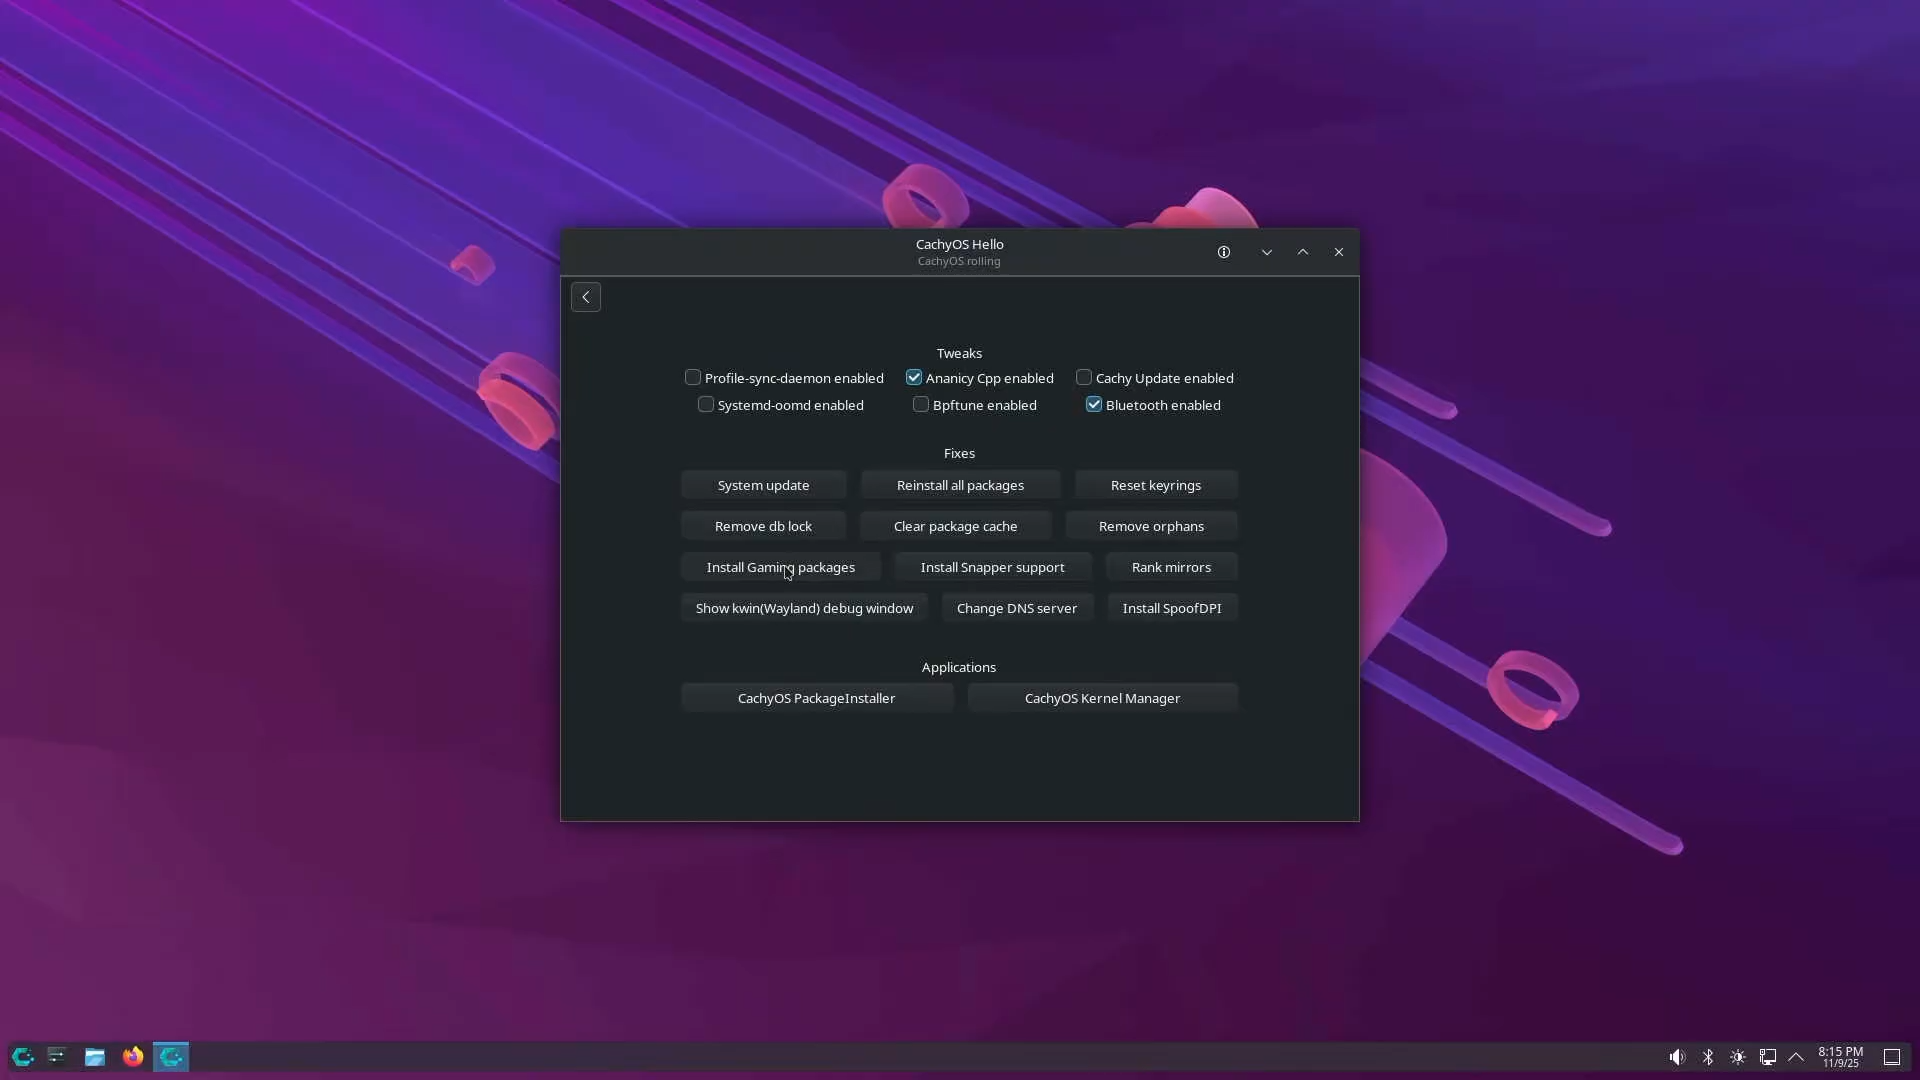 CachyOS Hello
CachyOS rolling
Tweaks
Profile-sync-daemon enabled Ananicy Cpp enabled Cachy Update enabled
Systemd-oomd enabled Bpftune enabled Bluetooth enabled
Fixes
System update Reinstall all packages Reset keyrings
Remove db lock Clear package cache Remove orphans
Install Gaming packages Install Snapper support Rank mirrors
Show kwin(Wayland) debug window Change DNS server Install SpoofDPI
Applications
CachyOS PackageInstaller CachyOS Kernel Manager
8:15 PM
11/9/25